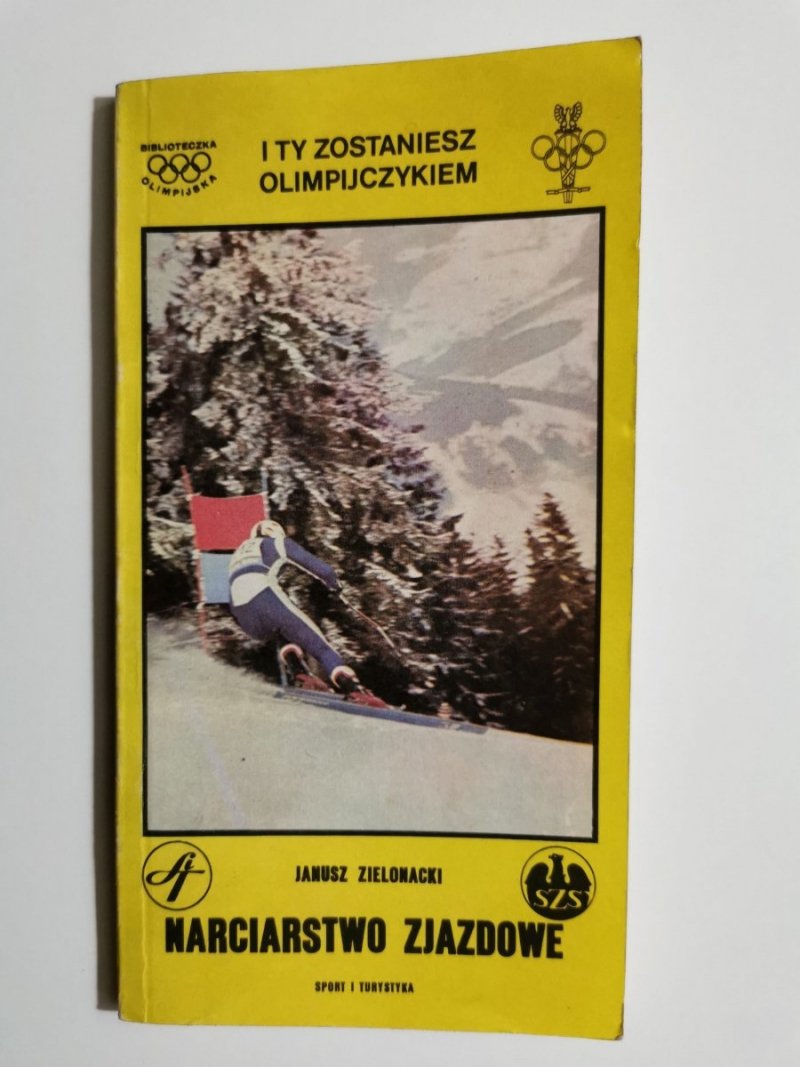 BIBLIOTECZKA
OLIMPIJSKA
I TY ZOSTANIESZ
OLIMPIJCZYKIEM
JANUSZ ZIELONACKI
SZS
NARCIARSTWO ZJAZDOWE
SPORT I TURYSTYKA